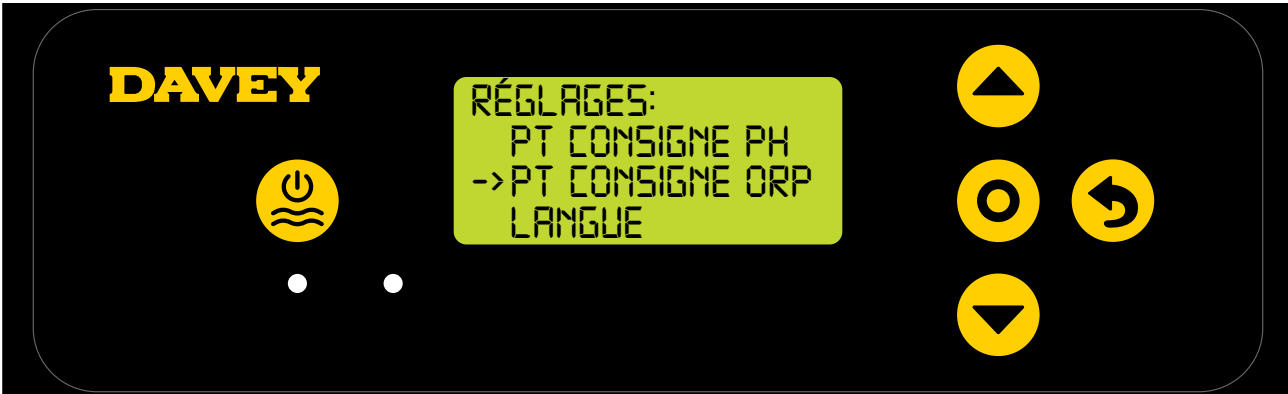 DAVEY
RÉGLAGES:
PT CONSIGNE PH
->PT CONSIGNE ORP
LANGUE